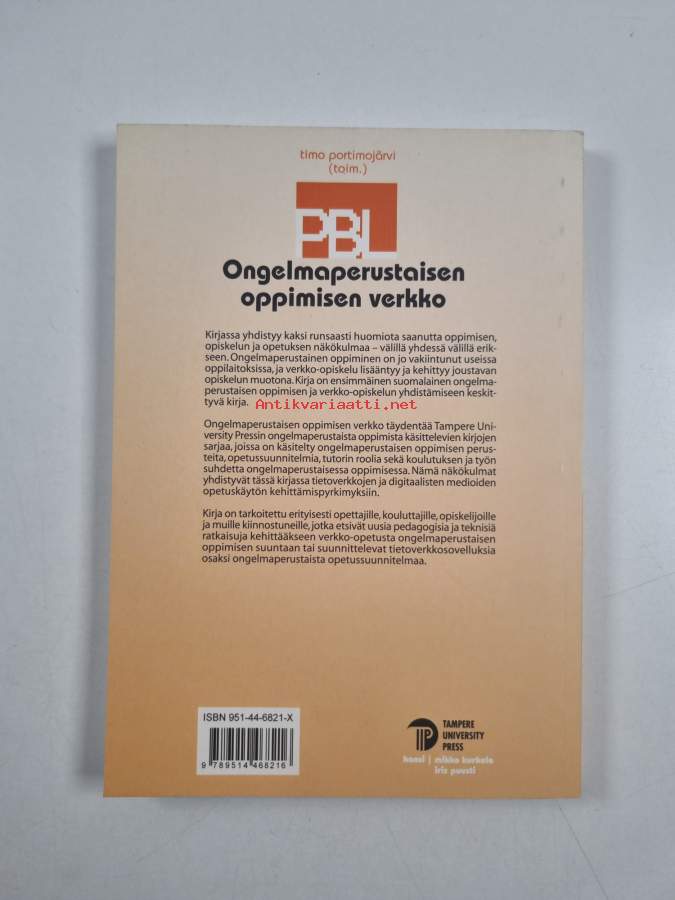 timo portimojärvi
(toim.)
PBL
Ongelmaperustaisen
oppimisen verkko
Kirjassa yhdistyy kaksi runsaasti huomiota saanutta oppimisen,
opiskelun ja opetuksen näkökulmaa – välillä yhdessä välillä erik-
seen. Ongelmaperustainen oppiminen on jo vakiintunut useissa
oppilaitoksissa, ja verkko-opiskelu lisääntyy ja kehittyy joustavan
opiskelun muotona. Kirja on ensimmäinen suomalainen ongelma-
perustaisen oppimisen ja verkko-opiskelun yhdistämiseen keskit-
tyvä kirja.
Antikvariaatti.net
Ongelmaperustaisen oppimisen verkko täydentää Tampere Uni-
versity Pressin ongelmaperustaista oppimista käsittelevien kirjojen
sarjaa, joissa on käsitelty ongelmaperustaisen oppimisen perus-
teita, opetussuunnitelmia, tutorin roolia sekä koulutuksen ja työn
suhdetta ongelmaperustaisessa oppimisessa. Nämä näkökulmat
yhdistyvät tässä kirjassa tietoverkkojen ja digitaalisten medioiden
opetuskäytön kehittämispyrkimyksiin.
Kirja on tarkoitettu erityisesti opettajille, kouluttajille, opiskelijoille
ja muille kiinnostuneille, jotka etsivät uusia pedagogisia ja teknisiä
ratkaisuja kehittääkseen verkko-opetusta ongelmaperustaisen
oppimisen suuntaan tai suunnittelevat tietoverkkosovelluksia
osaksi ongelmaperustaista opetussuunnitelmaa.
ISBN 951-44-6821-X
9 789514 468216
TAMPERE
UNIVERSITY
PRESS
kansi | mikko kerkola
iris puusti